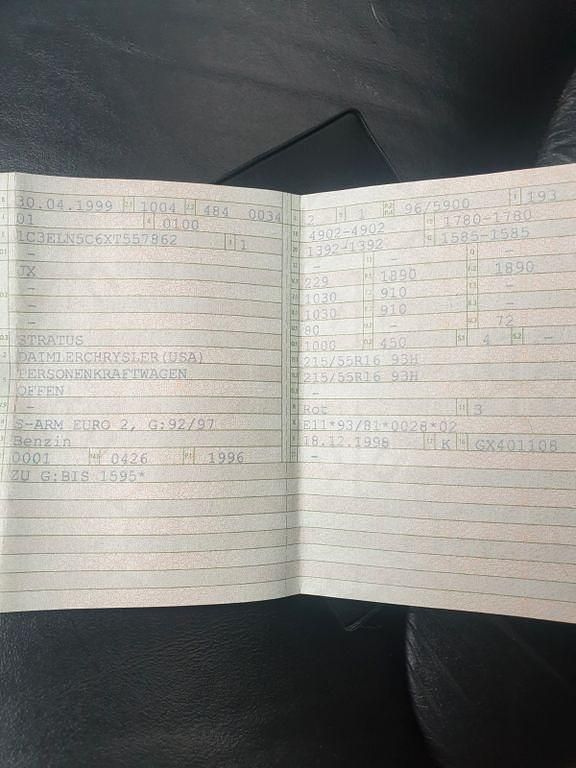 30.04.1999 1004 484 0034
01 0100
1C3ELN5C6XT557862 1
–
JX
–
–
–
STRATUS
DAIMLERCHRYSLER(USA)
PERSONENKRAFTWAGEN
OFFEN
–
S-ARM EURO 2, G:92/97
Benzin
0001 0426 1996
ZU G:BIS 1595*
2 1 96/5900 193
4902-4902 1780-1780
1392-1392 1585-1585
– – –
229 1890 1890
1030 910 –
1030 910 –
80 – 72
1000 450 4 –
215/55R16 93H
215/55R16 93H
–
Rot 3
E11*93/81*0028*02
18.12.1998 K GX401108
–